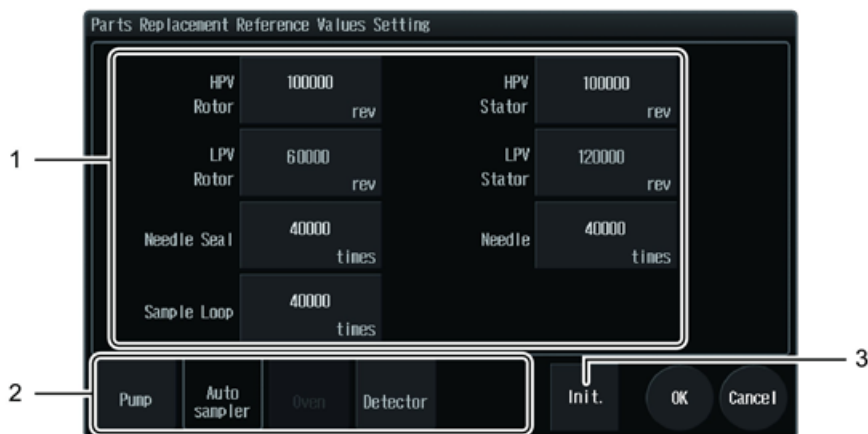 Parts Replacement Reference Values Setting
HPV Rotor 100000 rev
HPV Stator 100000 rev
LPV Rotor 60000 rev
LPV Stator 120000 rev
Needle Seal 40000 times
Needle 40000 times
Sample Loop 40000 times
Pump
Auto sampler
Oven
Detector
Init.
OK
Cancel
1
2
3